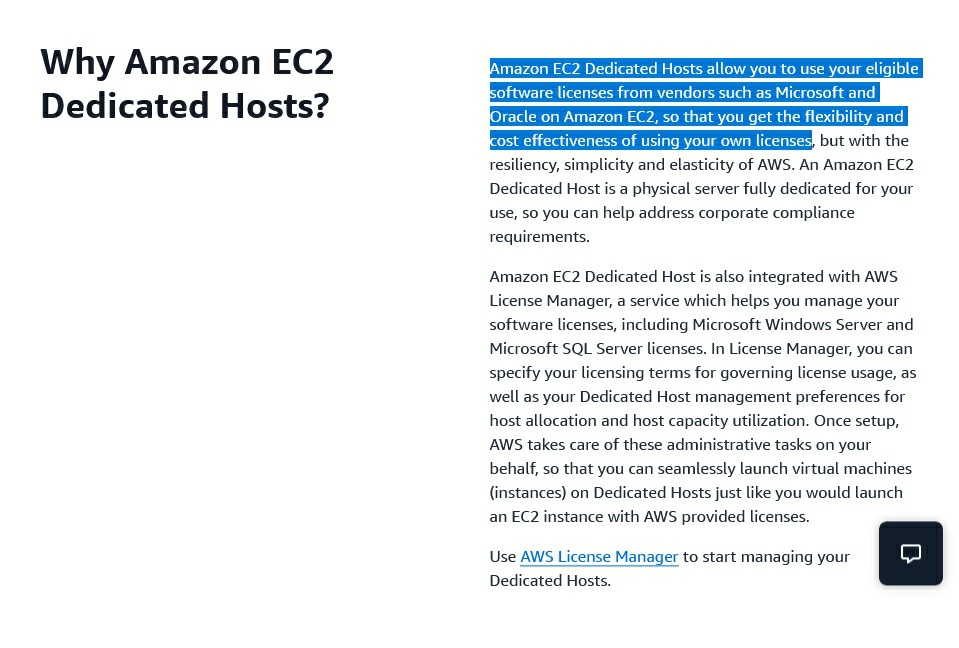 Why Amazon EC2
Dedicated Hosts?
Amazon EC2 Dedicated Hosts allow you to use your eligible
software licenses from vendors such as Microsoft and
Oracle on Amazon EC2, so that you get the flexibility and
cost effectiveness of using your own licenses, but with the
resiliency, simplicity and elasticity of AWS. An Amazon EC2
Dedicated Host is a physical server fully dedicated for your
use, so you can help address corporate compliance
requirements.
Amazon EC2 Dedicated Host is also integrated with AWS
License Manager, a service which helps you manage your
software licenses, including Microsoft Windows Server and
Microsoft SQL Server licenses. In License Manager, you can
specify your licensing terms for governing license usage, as
well as your Dedicated Host management preferences for
host allocation and host capacity utilization. Once setup,
AWS takes care of these administrative tasks on your
behalf, so that you can seamlessly launch virtual machines
(instances) on Dedicated Hosts just like you would launch
an EC2 instance with AWS provided licenses.
Use AWS License Manager to start managing your
Dedicated Hosts.